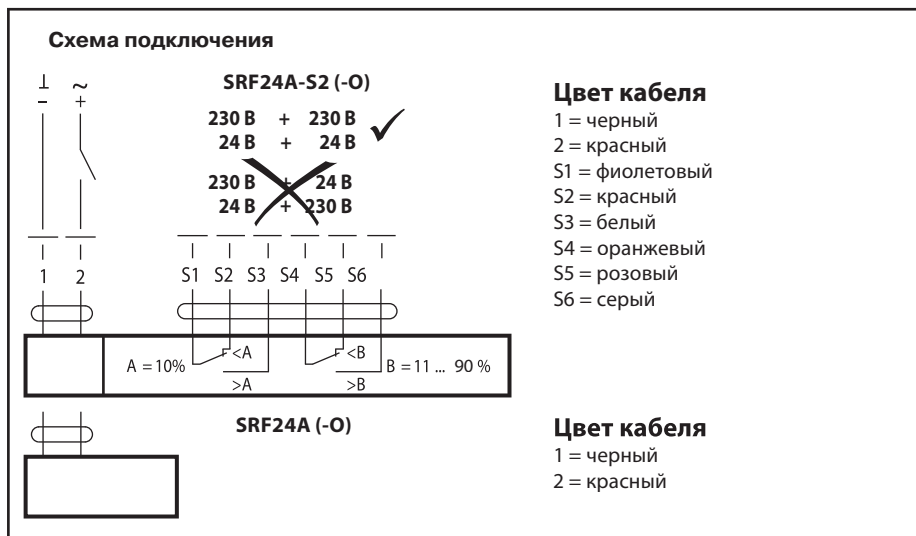 Схема подключения
⊥ ~
- +
SRF24A-S2 (-O)
230 В + 230 В
24 В + 24 В
230 В + 24 В
24 В + 230 В
1 2 S1 S2 S3 S4 S5 S6
A = 10% <A <B B = 11 ... 90 %
>A >B
Цвет кабеля
1 = черный
2 = красный
S1 = фиолетовый
S2 = красный
S3 = белый
S4 = оранжевый
S5 = розовый
S6 = серый
SRF24A (-O)
Цвет кабеля
1 = черный
2 = красный